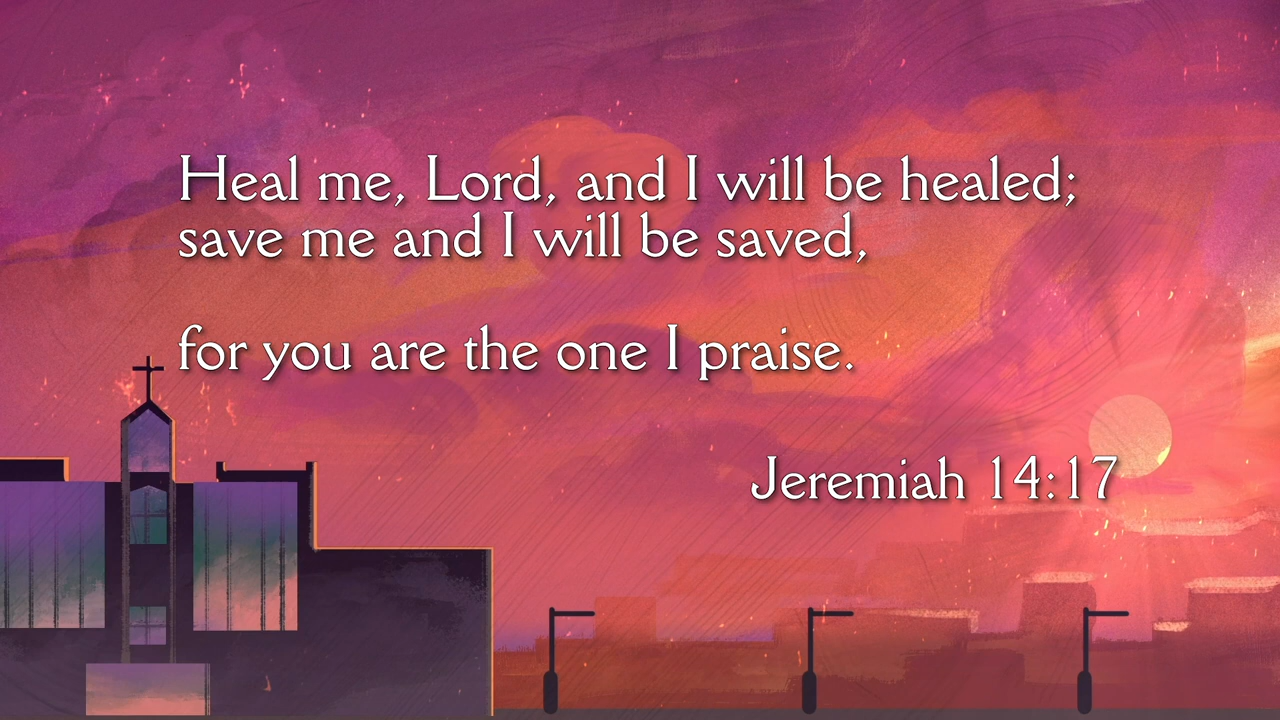 Heal me, Lord, and I will be healed;
save me and I will be saved,
for you are the one I praise.
Jeremiah 14:17